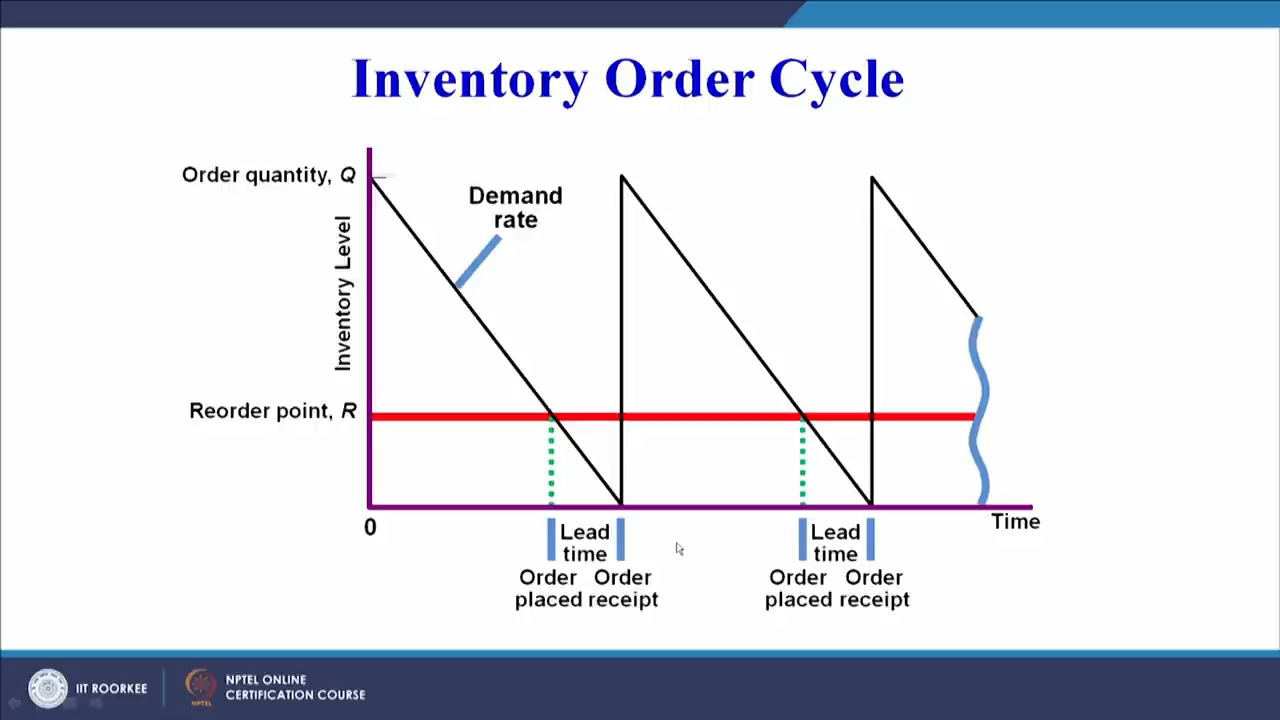 Inventory Order Cycle
Order quantity, Q
Demand
rate
Inventory Level
Reorder point, R
0
Time
Lead
time
Order
placed
Order
receipt
Lead
time
Order
placed
Order
receipt
IIT ROORKEE
NPTEL
NPTEL ONLINE
CERTIFICATION COURSE